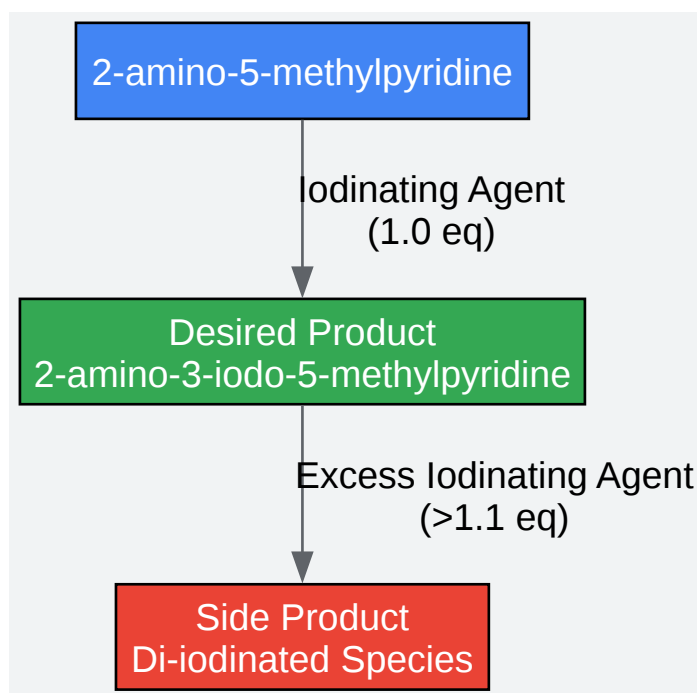 2-amino-5-methylpyridine
Iodinating Agent
(1.0 eq)
Desired Product
2-amino-3-iodo-5-methylpyridine
Excess Iodinating Agent
(>1.1 eq)
Side Product
Di-iodinated Species